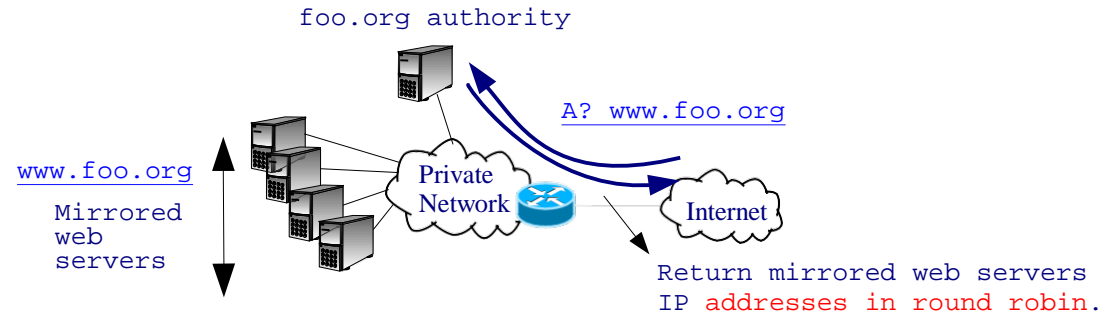 foo.org authority
A? www.foo.org
www.foo.org
Mirrored
web
servers
Private
Network
Internet
Return mirrored web servers
IP addresses in round robin.